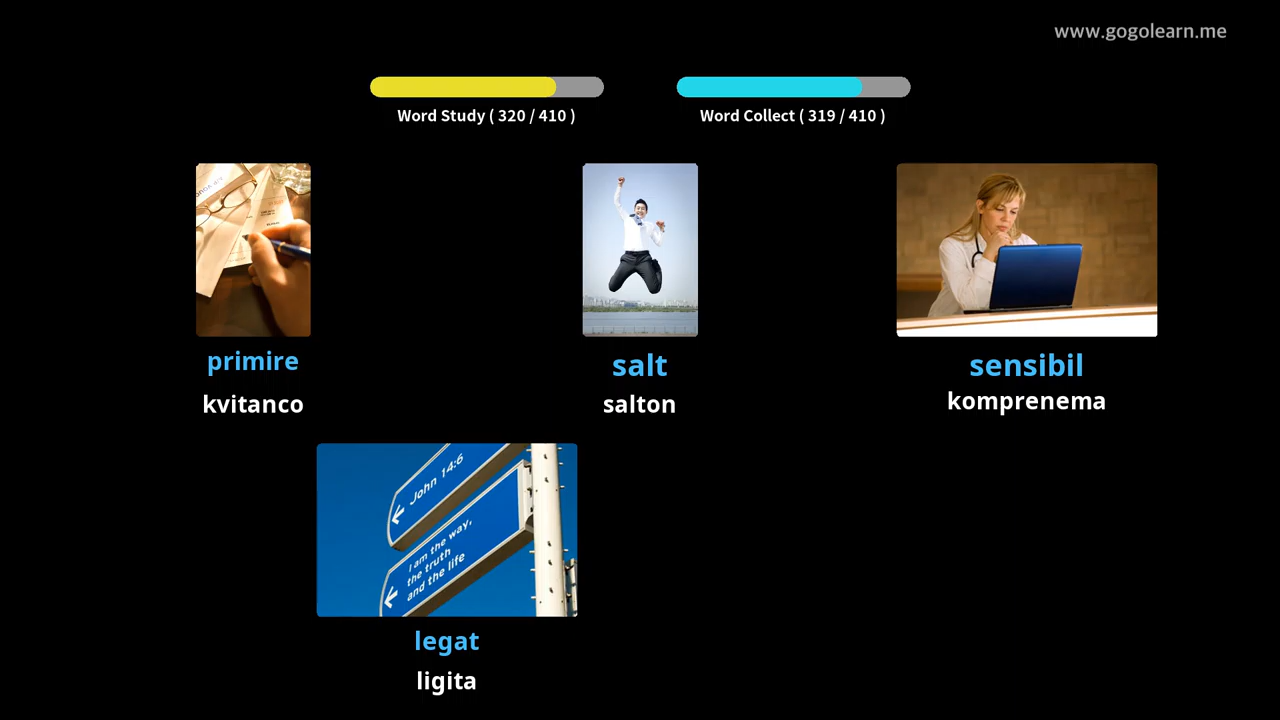 www.gogolearn.me
Word Study ( 320 / 410 )
Word Collect ( 319 / 410 )
primire
kvitanco
salt
salton
sensibil
komprenema
John 14:6
I am the way,
the truth
and the life
legat
ligita